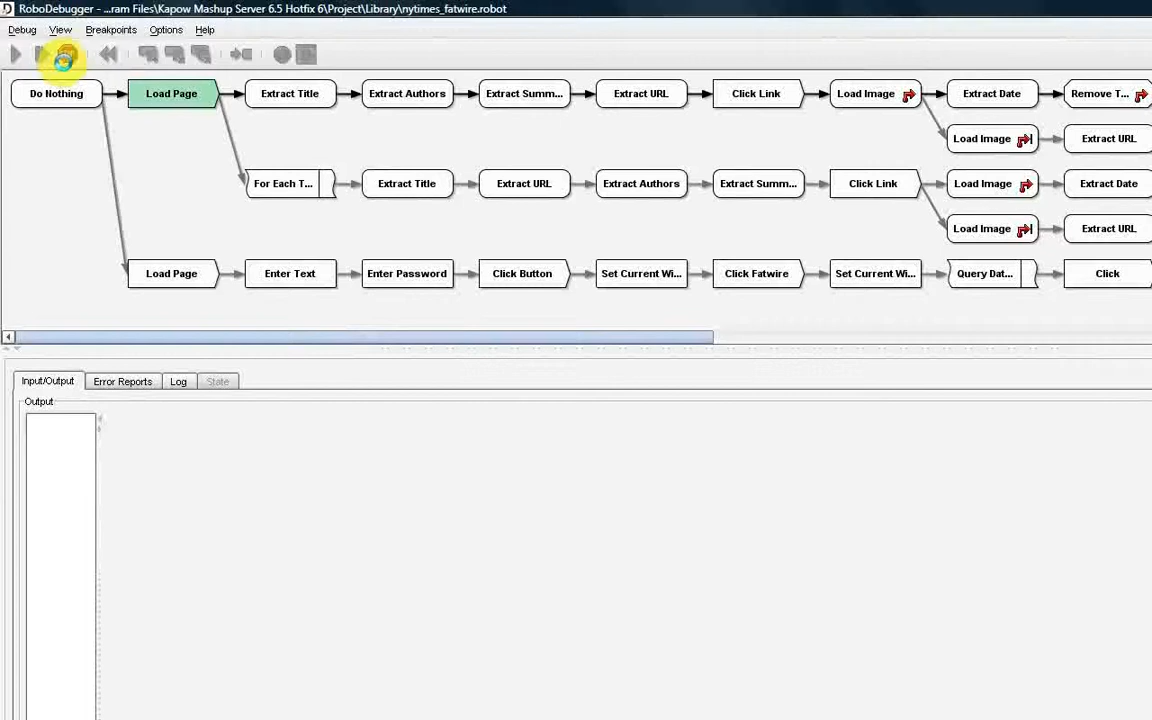 RoboDebugger - ...ram Files\Kapow Mashup Server 6.5 Hotfix 6\Project\Library\nytimes_fatwire.robot
Debug View Breakpoints Options Help
Do Nothing Load Page Extract Title Extract Authors Extract Summ... Extract URL Click Link Load Image Extract Date Remove T...
Load Image Extract URL
For Each T... Extract Title Extract URL Extract Authors Extract Summ... Click Link Load Image Extract Date
Load Image Extract URL
Load Page Enter Text Enter Password Click Button Set Current Wi... Click Fatwire Set Current Wi... Query Dat... Click
Input/Output Error Reports Log State
Output